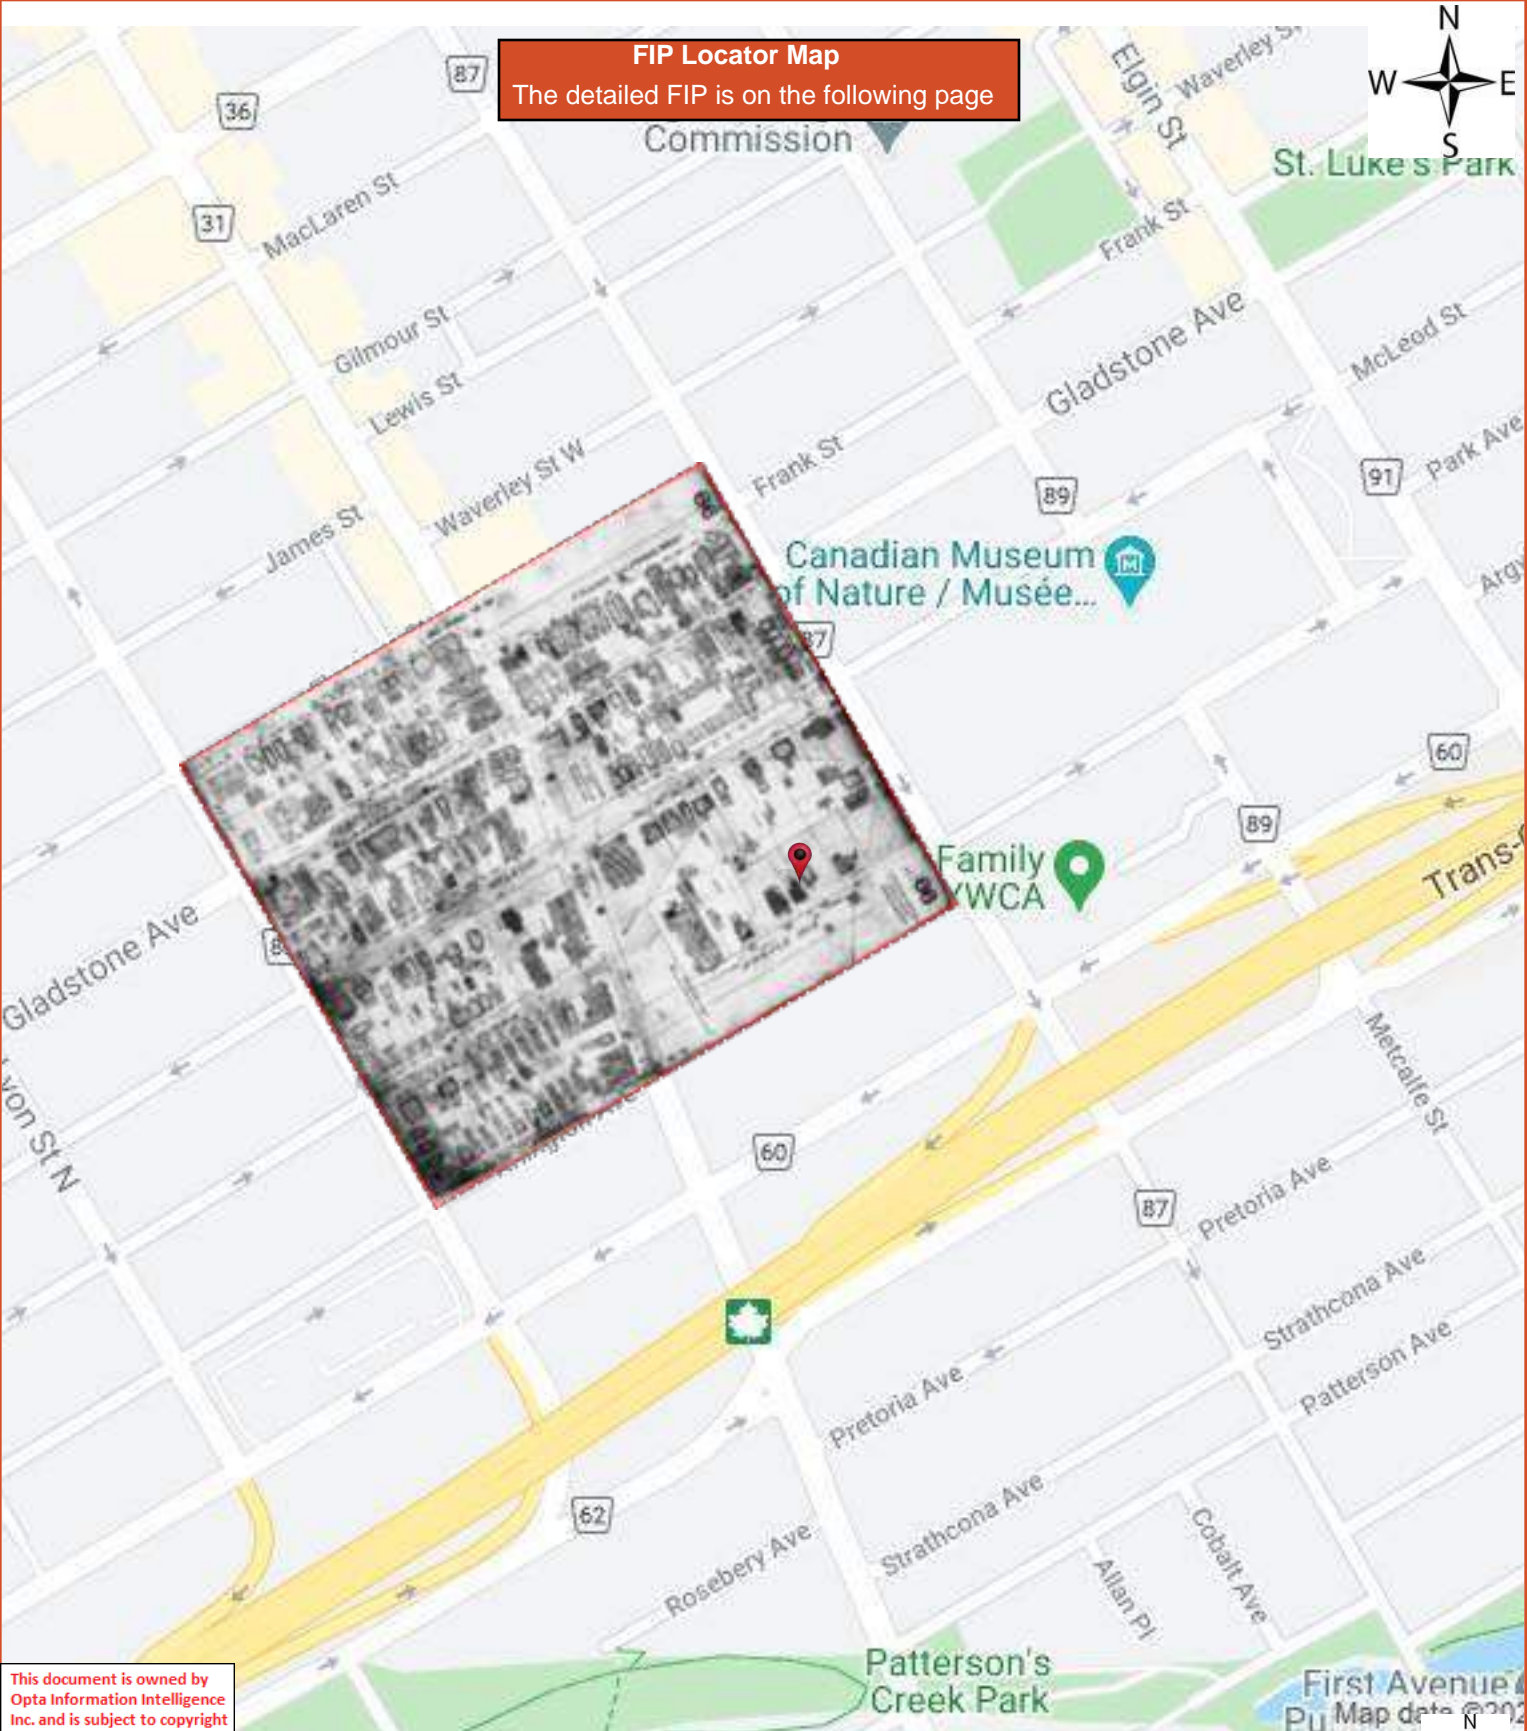 N
W E
S
FIP Locator Map
The detailed FIP is on the following page
87
36
Commission
Elgin St
Waverley St
St. Luke's Park
31
MacLaren St
Frank St
Gilmour St
Gladstone Ave
McLeod St
Lewis St
Waverley St W
Frank St
89
91
Park Ave
James St
Canadian Museum
of Nature / Musée...
87
60
89
Family
YWCA
Trans-
Gladstone Ave
Metcalfe St
60
87
Pretoria Ave
Strathcona Ave
Patterson Ave
Pretoria Ave
62
Strathcona Ave
Rosebery Ave
Allan Pl
Cobalt Ave
Patterson's
Creek Park
First Avenue
This document is owned by
Opta Information Intelligence
Inc. and is subject to copyright
Map data ©202
N